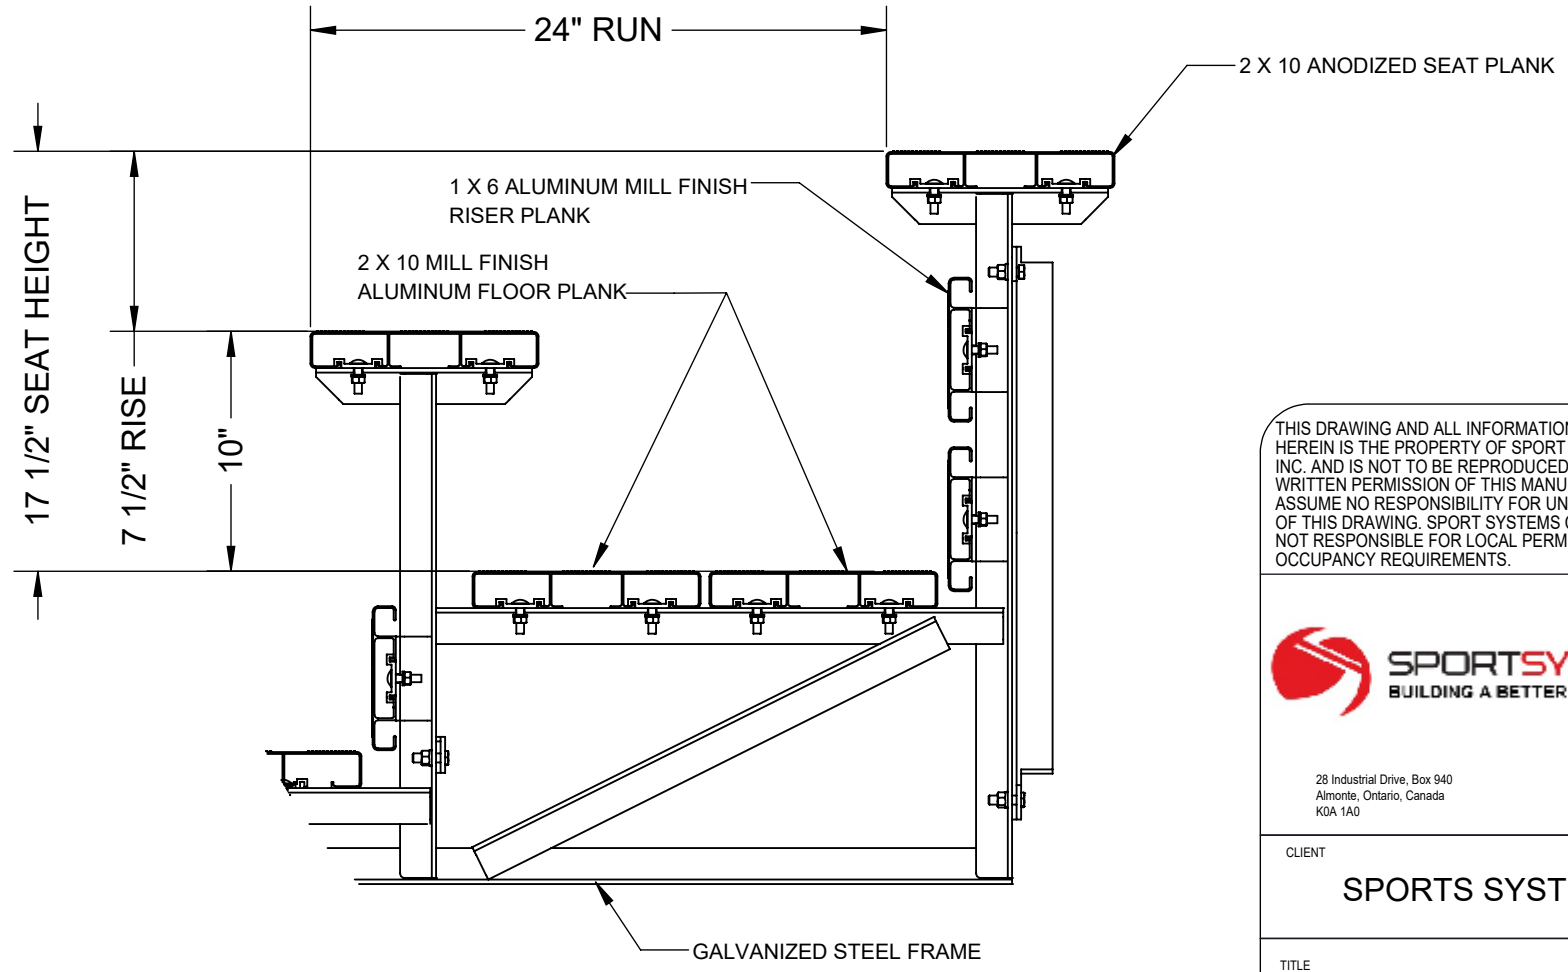 24" RUN
2 X 10 ANODIZED SEAT PLANK
17 1/2" SEAT HEIGHT
7 1/2" RISE
10"
1 X 6 ALUMINUM MILL FINISH
RISER PLANK
2 X 10 MILL FINISH
ALUMINUM FLOOR PLANK
GALVANIZED STEEL FRAME
THIS DRAWING AND ALL INFORMATION
HEREIN IS THE PROPERTY OF SPORT
INC. AND IS NOT TO BE REPRODUCED
WRITTEN PERMISSION OF THIS MANU
ASSUME NO RESPONSIBILITY FOR UN
OF THIS DRAWING. SPORT SYSTEMS
NOT RESPONSIBLE FOR LOCAL PERM
OCCUPANCY REQUIREMENTS.
SPORTSY
BUILDING A BETTER
28 Industrial Drive, Box 940
Almonte, Ontario, Canada
K0A 1A0
CLIENT
SPORTS SYST
TITLE